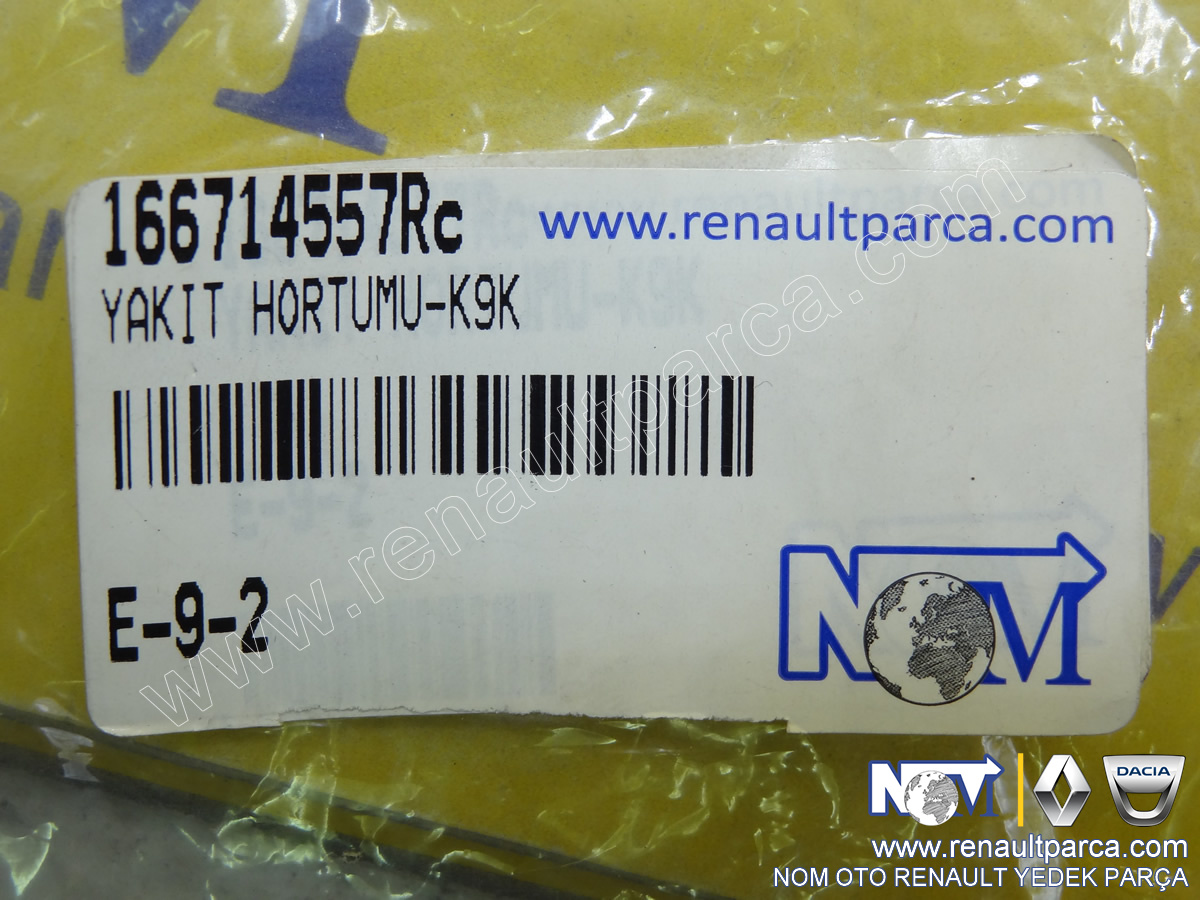 166714557Rc
www.renaultparca.com
YAKIT HORTUMU-K9K
www.renaultparca.com
E-9-2
NOM
NOM
DACIA
www.renaultparca.com
NOM OTO RENAULT YEDEK PARÇA